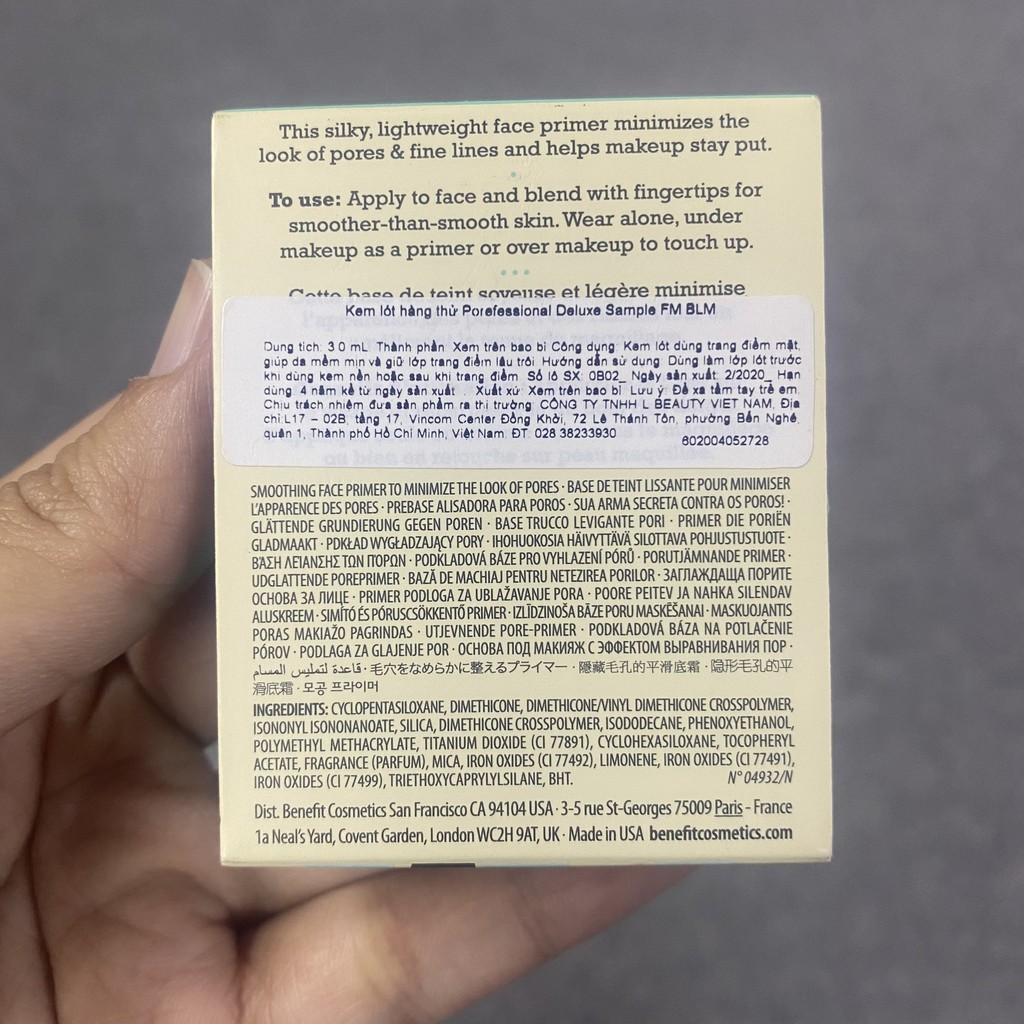 This silky, lightweight face primer minimizes the
look of pores & fine lines and helps makeup stay put.
To use: Apply to face and blend with fingertips for
smoother-than-smooth skin. Wear alone, under
makeup as a primer or over makeup to touch up.
Cette base de teint soyeuse et légère minimise
Kem lót hàng thử Porefessional Deluxe Sample FM BLM
Dung tích: 3.0 mL. Thành phần: Xem trên bao bì Công dụng: Kem lót dùng trang điểm mặt,
giúp da mềm mịn và giữ lớp trang điểm lâu trôi. Hướng dẫn sử dụng: Dùng làm lớp lót trước
khi dùng kem nền hoặc sau khi trang điểm. Số lô SX: 0B02_ Ngày sản xuất: 2/2020_ Hạn
dùng: 4 năm kể từ ngày sản xuất . Xuất xứ: Xem trên bao bì. Lưu ý: Để xa tầm tay trẻ em.
Chịu trách nhiệm đưa sản phẩm ra thị trường: CÔNG TY TNHH L BEAUTY VIET NAM, Địa
chỉ:L17 – 02B, tầng 17, Vincom Center Đồng Khởi, 72 Lê Thánh Tôn, phường Bến Nghé,
quận 1, Thành phố Hồ Chí Minh, Việt Nam. ĐT: 028 38233930
802004052728
ou bien en retouche sur peau maquillée.
SMOOTHING FACE PRIMER TO MINIMIZE THE LOOK OF PORES · BASE DE TEINT LISSANTE POUR MINIMISER
L'APPARENCE DES PORES · PREBASE ALISADORA PARA POROS · SUA ARMA SECRETA CONTRA OS POROS! ·
GLÄTTENDE GRUNDIERUNG GEGEN POREN · BASE TRUCCO LEVIGANTE PORI · PRIMER DIE PORIËN
GLADMAAKT · PDKŁAD WYGŁADZAJĄCY PORY · IHOHUOKOSIA HÄIVYTTÄVÄ SILOTTAVA POHJUSTUSTUOTE ·
ΒΆΣΗ ΛΕΊΑΝΣΗΣ ΤΩΝ ΠΌΡΩΝ · PODKLADOVÁ BÁZE PRO VYHLAZENÍ PÓRŮ · PORUTJÄMNANDE PRIMER ·
UDGLATTENDE POREPRIMER · BAZĂ DE MACHIAJ PENTRU NETEZIREA PORILOR · ЗАГЛАЖДАЩА ПОРИТЕ
ОСНОВА ЗА ЛИЦЕ · PRIMER PODLOGA ZA UBLAŽAVANJE PORA · POORE PEITEV JA NAHKA SILENDAV
ALUSKREEM · SIMÍTÓ ÉS PÓRUSCSÖKKENTŐ PRIMER · IZLĪDZINOŠA BĀZE PORU MASKĒŠANAI · MASKUOJANTIS
PORAS MAKIAŽO PAGRINDAS · UTJEVNENDE PORE-PRIMER · PODKLADOVÁ BÁZA NA POTLAČENIE
PÓROV · PODLAGA ZA GLAJENJE POR · ОСНОВА ПОД МАКИЯЖ С ЭФФЕКТОМ ВЫРАВНИВАНИЯ ПОР ·
قاعدة لتمليس المسام · 毛穴をなめらかに整えるプライマー · 隱藏毛孔的平滑底霜 · 隐形毛孔的平
滑底霜 · 모공 프라이머
INGREDIENTS: CYCLOPENTASILOXANE, DIMETHICONE, DIMETHICONE/VINYL DIMETHICONE CROSSPOLYMER,
ISONONYL ISONONANOATE, SILICA, DIMETHICONE CROSSPOLYMER, ISODODECANE, PHENOXYETHANOL,
POLYMETHYL METHACRYLATE, TITANIUM DIOXIDE (CI 77891), CYCLOHEXASILOXANE, TOCOPHERYL
ACETATE, FRAGRANCE (PARFUM), MICA, IRON OXIDES (CI 77492), LIMONENE, IRON OXIDES (CI 77491),
IRON OXIDES (CI 77499), TRIETHOXYCAPRYLYLSILANE, BHT. N° 04932/N
Dist. Benefit Cosmetics San Francisco CA 94104 USA · 3-5 rue St-Georges 75009 Paris - France
1a Neal's Yard, Covent Garden, London WC2H 9AT, UK · Made in USA benefitcosmetics.com